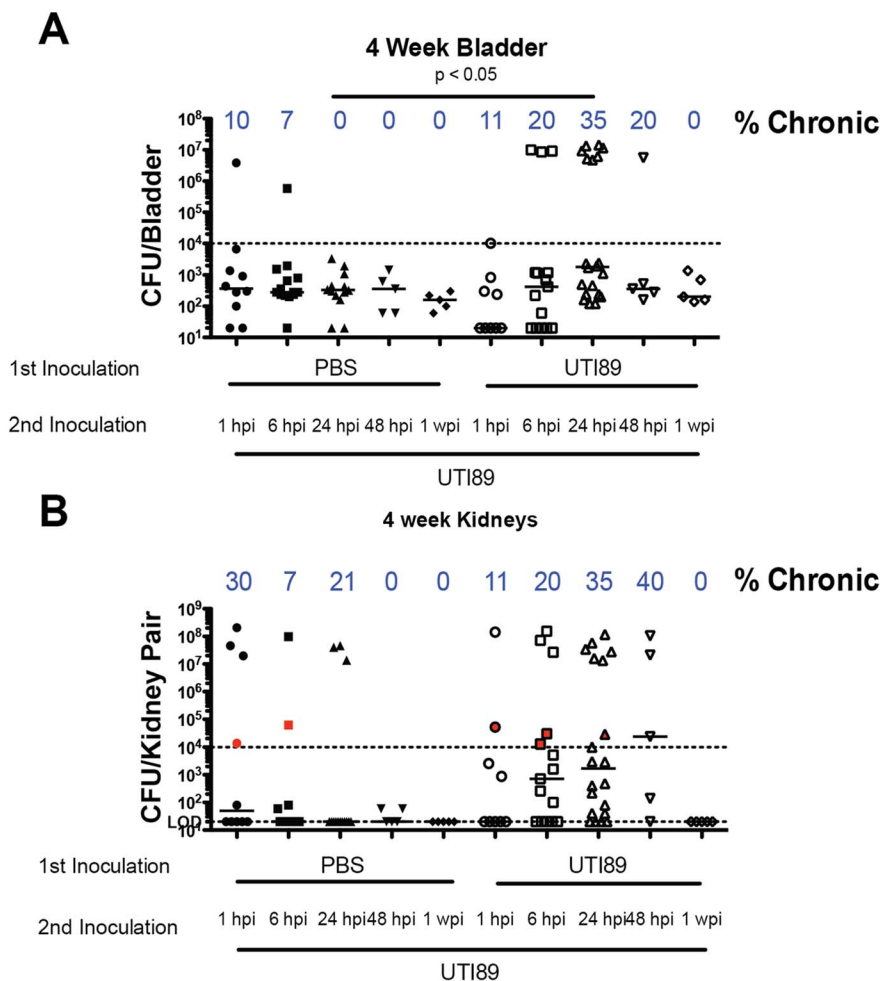 A
4 Week Bladder
p < 0.05
10 7 0 0 0 11 20 35 20 0 % Chronic
CFU/Bladder
10⁸
10⁷
10⁶
10⁵
10⁴
10³
10²
10¹
1st Inoculation PBS UTI89
2nd Inoculation 1 hpi 6 hpi 24 hpi 48 hpi 1 wpi 1 hpi 6 hpi 24 hpi 48 hpi 1 wpi
UTI89
B
4 week Kidneys
30 7 21 0 0 11 20 35 40 0 % Chronic
CFU/Kidney Pair
10⁹
10⁸
10⁷
10⁶
10⁵
10⁴
10³
10²
LOD
10¹
1st Inoculation PBS UTI89
2nd Inoculation 1 hpi 6 hpi 24 hpi 48 hpi 1 wpi 1 hpi 6 hpi 24 hpi 48 hpi 1 wpi
UTI89